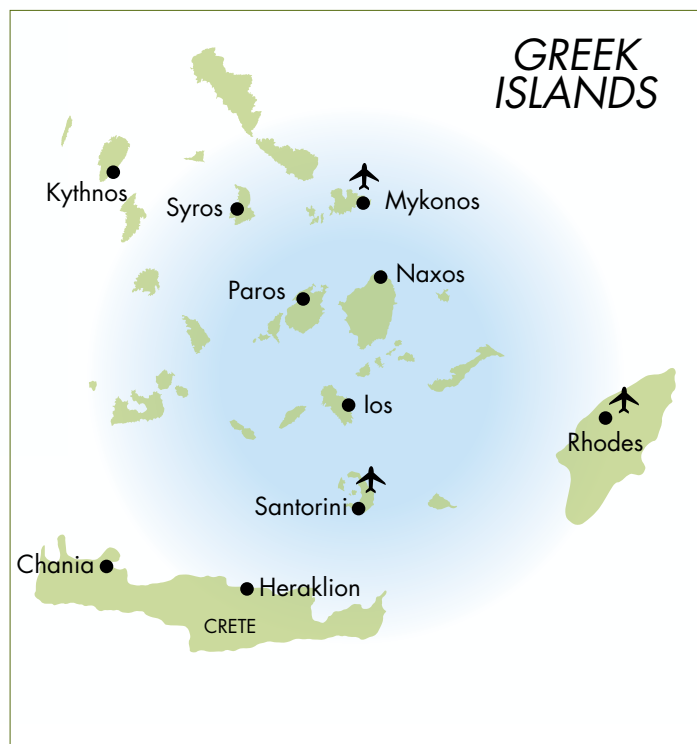 GREEK
ISLANDS
Kythnos
Syros
Mykonos
Naxos
Paros
Ios
Rhodes
Santorini
Chania
Heraklion
CRETE